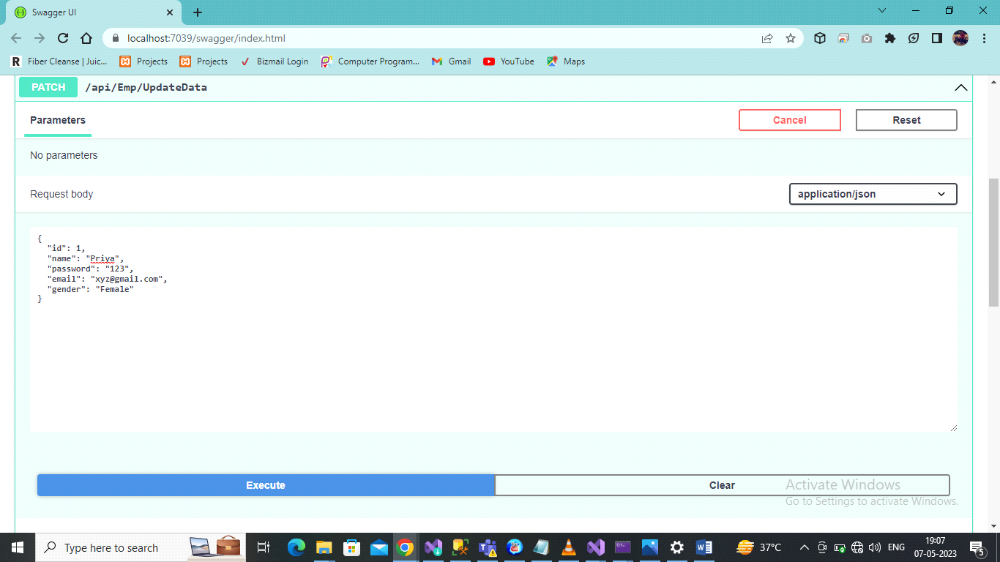 Swagger UI
localhost:7039/swagger/index.html
Fiber Cleanse | Juic...
Projects
Projects
Bizmail Login
Computer Program...
Gmail
YouTube
Maps
PATCH /api/Emp/UpdateData
Parameters
Cancel
Reset
No parameters
Request body
application/json
{
"id": 1,
"name": "Priya",
"password": "123",
"email": "xyz@gmail.com",
"gender": "Female"
}
Execute
Clear
Activate Windows
Go to Settings to activate Windows.
Type here to search
37°C
ENG
19:07
07-05-2023
5